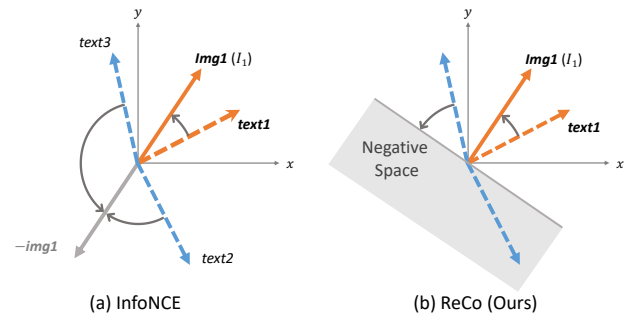 y
text3
Img1 (I₁)
text1
x
−img1
text2
(a) InfoNCE
y
Img1 (I₁)
text1
x
Negative
Space
(b) ReCo (Ours)